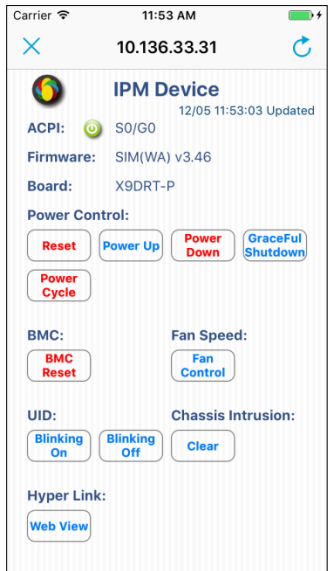 Carrier 11:53 AM
10.136.33.31
IPM Device
12/05 11:53:03 Updated
ACPI: S0/G0
Firmware: SIM(WA) v3.46
Board: X9DRT-P
Power Control:
Reset Power Up Power Down GraceFul Shutdown
Power Cycle
BMC: Fan Speed:
BMC Reset Fan Control
UID: Chassis Intrusion:
Blinking On Blinking Off Clear
Hyper Link:
Web View